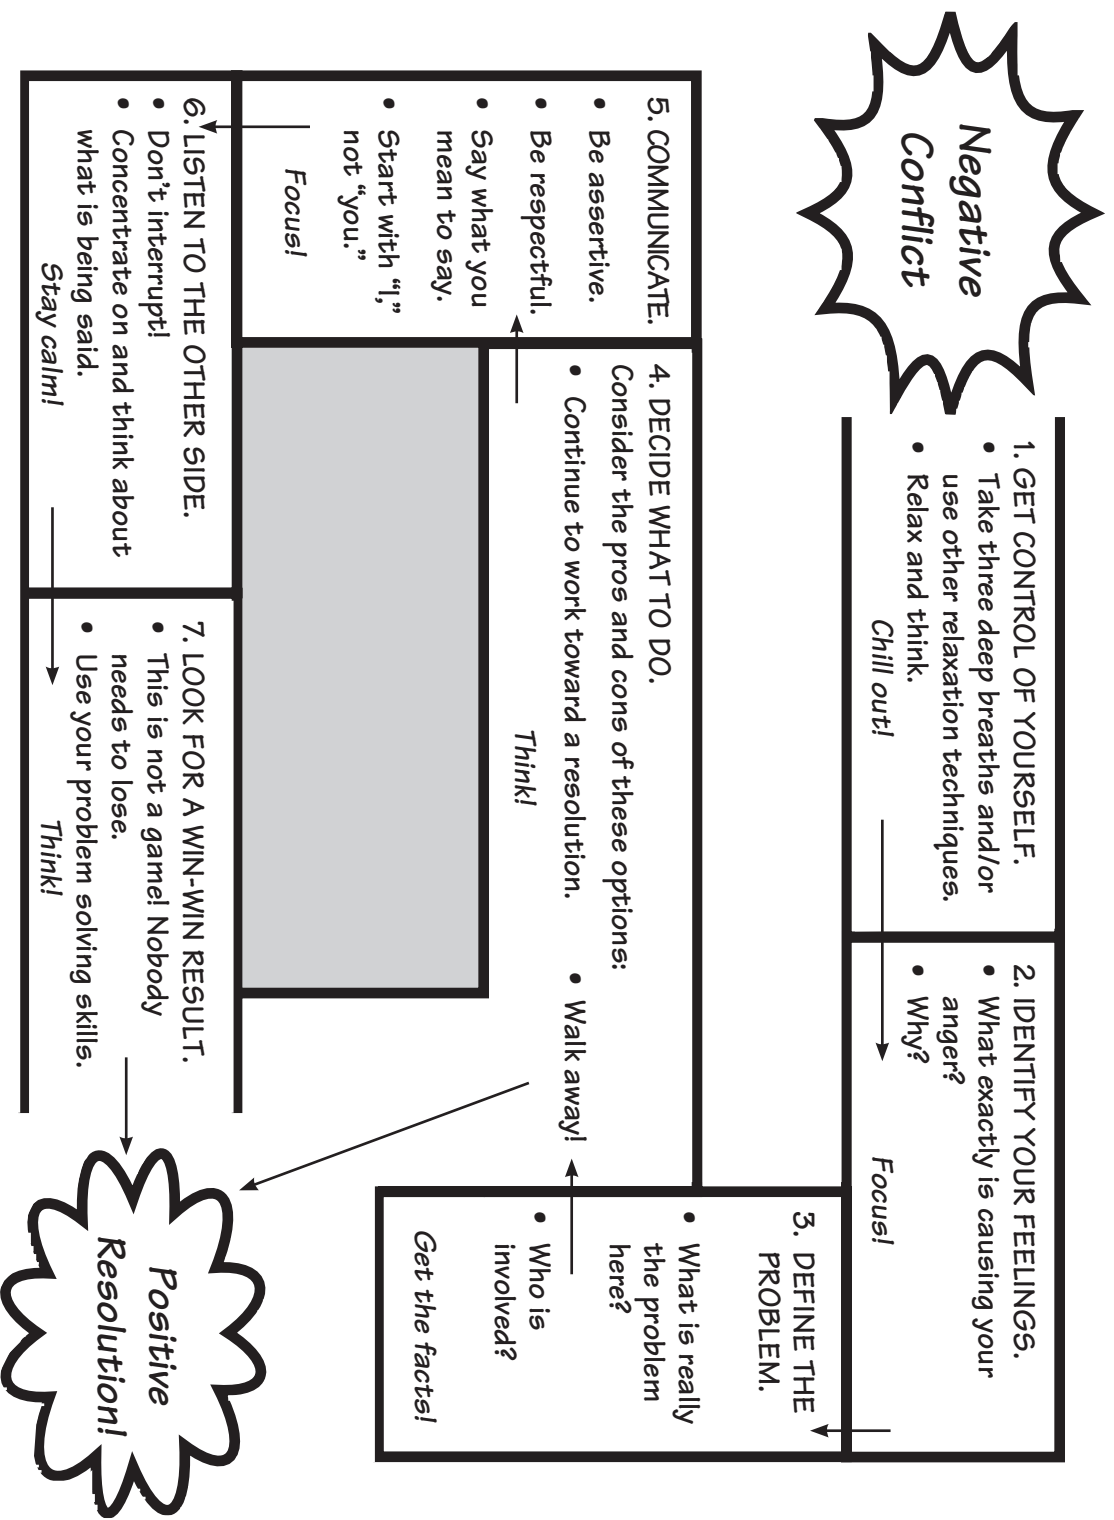 Negative
Conflict
1. GET CONTROL OF YOURSELF.
• Take three deep breaths and/or
use other relaxation techniques.
• Relax and think.
Chill out!
2. IDENTIFY YOUR FEELINGS.
• What exactly is causing your
anger?
• Why?
Focus!
3. DEFINE THE
PROBLEM.
• What is really
the problem
here?
• Who is
involved?
Get the facts!
4. DECIDE WHAT TO DO.
Consider the pros and cons of these options:
• Continue to work toward a resolution.
• Walk away!
Think!
5. COMMUNICATE.
• Be assertive.
• Be respectful.
• Say what you
mean to say.
• Start with “I,”
not “you.”
Focus!
6. LISTEN TO THE OTHER SIDE.
• Don’t interrupt!
• Concentrate on and think about
what is being said.
Stay calm!
7. LOOK FOR A WIN-WIN RESULT.
• This is not a game! Nobody
needs to lose.
• Use your problem solving skills.
Think!
Positive
Resolution!